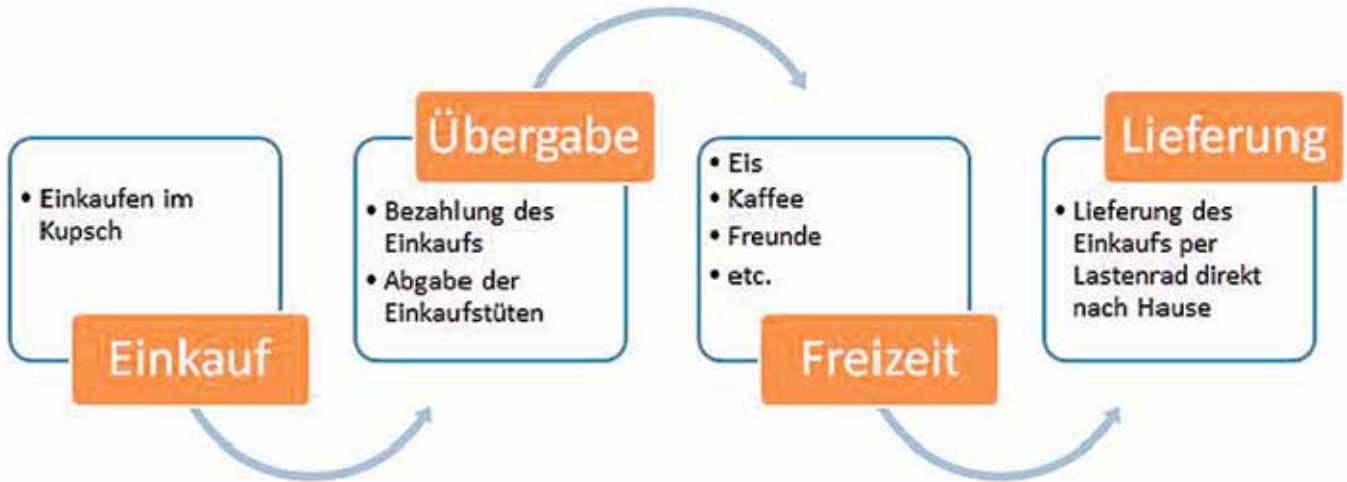 • Einkaufen im
Kupsch
Einkauf
Übergabe
• Bezahlung des
Einkaufs
• Abgabe der
Einkaufstüten
• Eis
• Kaffee
• Freunde
• etc.
Freizeit
Lieferung
• Lieferung des
Einkaufs per
Lastenrad direkt
nach Hause